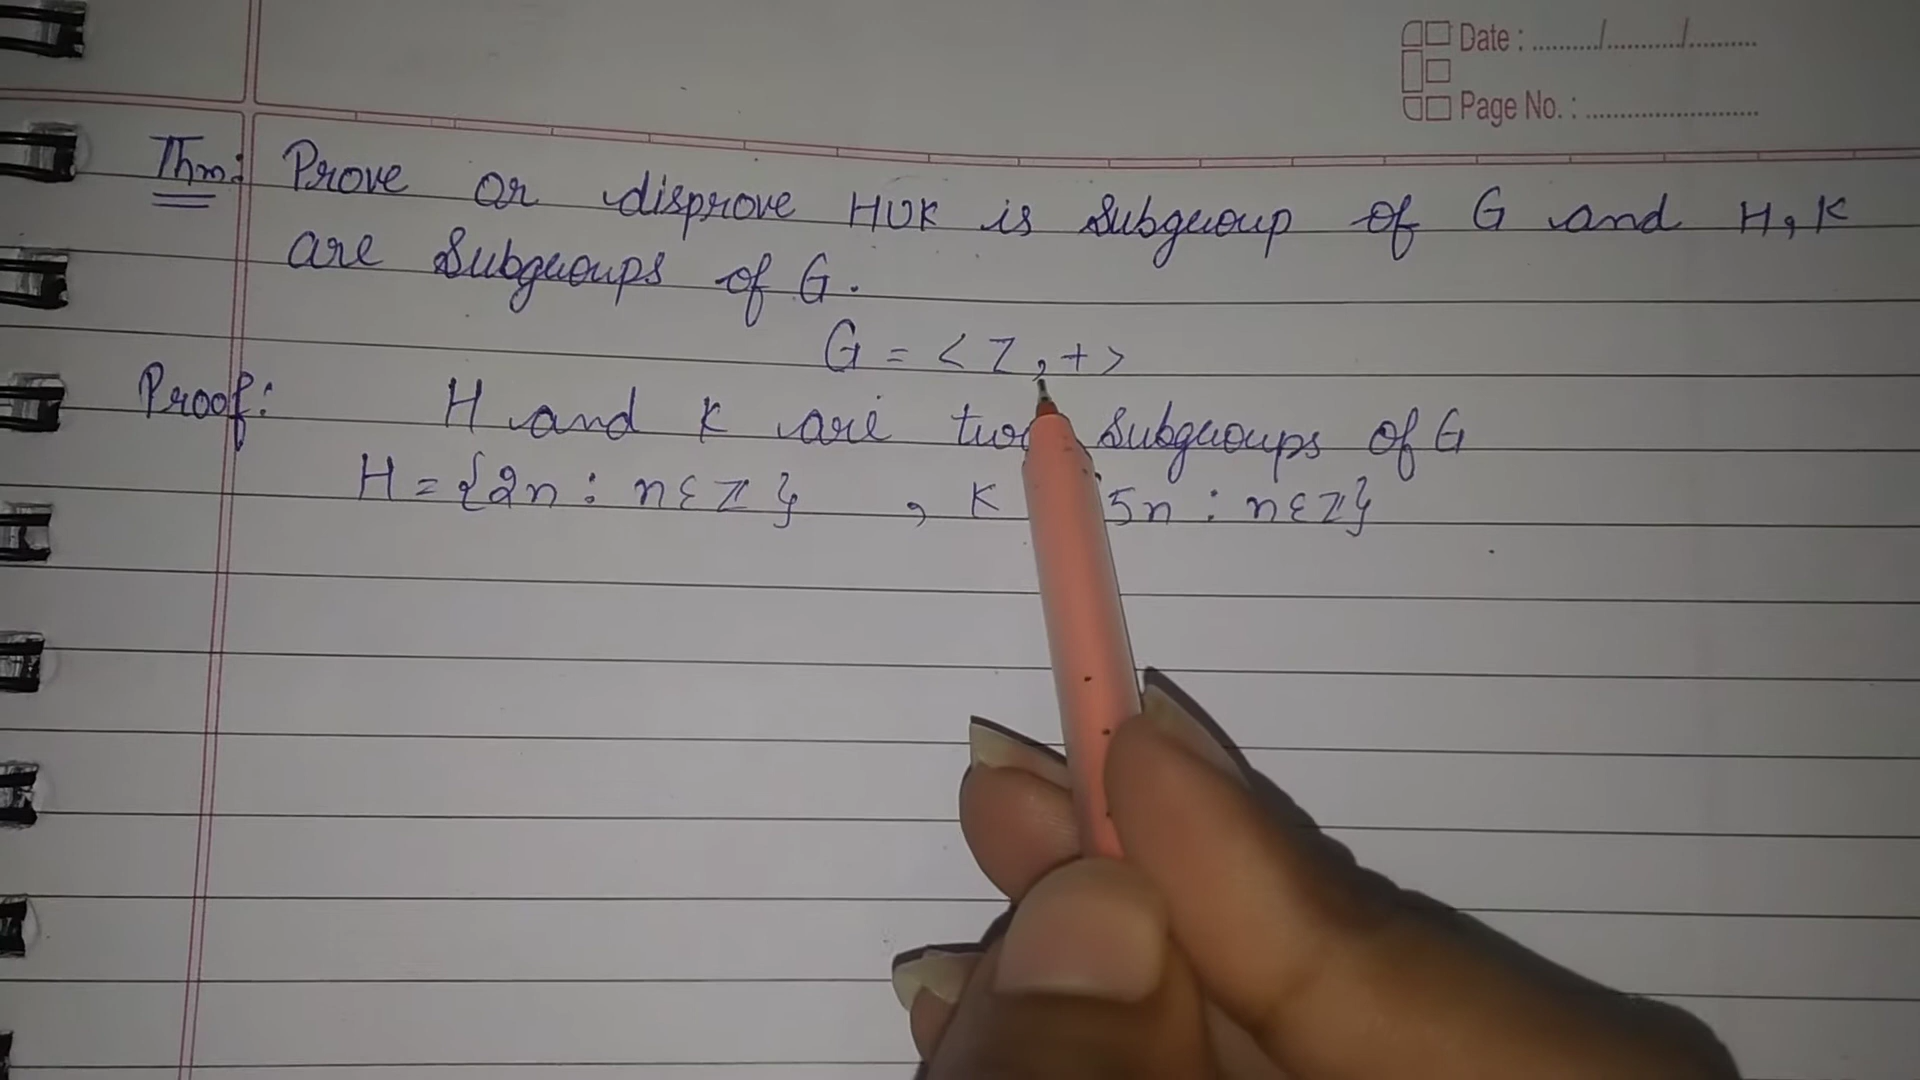 Date : ........../.........../..........
Page No. : ..........................
Thm: Prove or disprove H∪K is Subgroup of G and H, K
are Subgroups of G.
G = < Z, + >
Proof: H and K are two Subgroups of G
H = {2n : n ε Z } , K 5n : n ε Z}